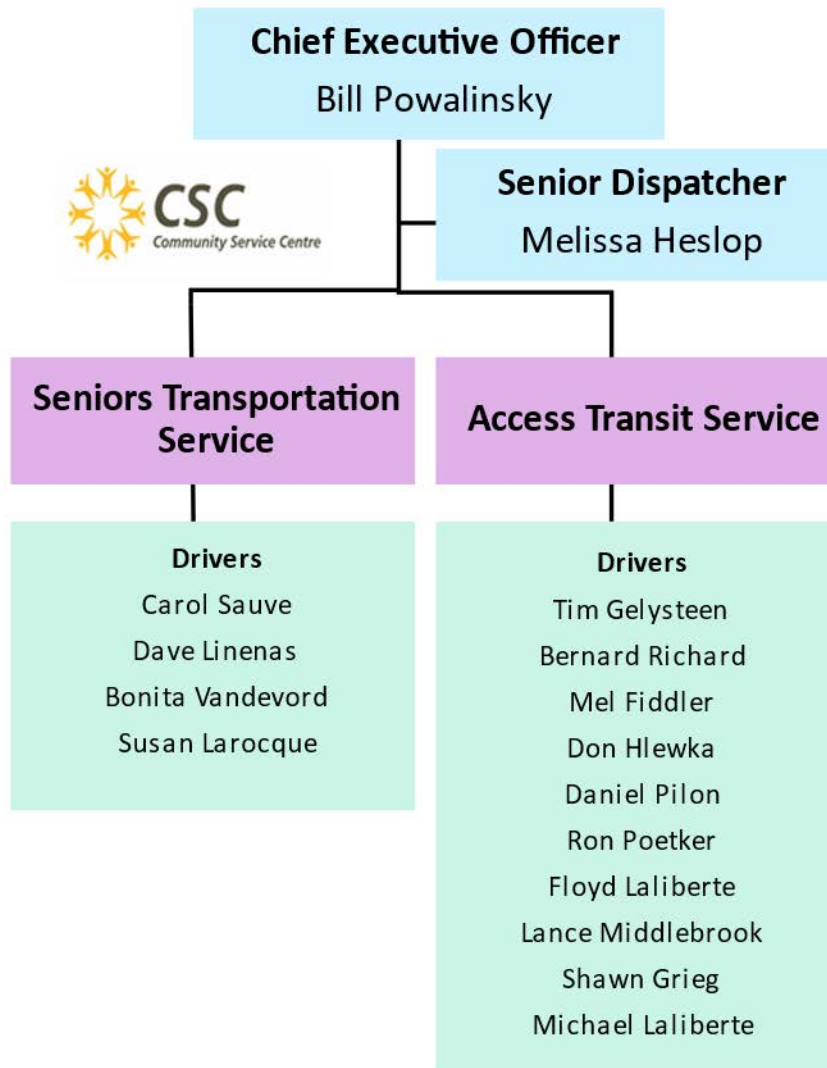 Chief Executive Officer
Bill Powalinsky
CSC
Community Service Centre
Senior Dispatcher
Melissa Heslop
Seniors Transportation
Service
Drivers
Carol Sauve
Dave Linenas
Bonita Vandevord
Susan Larocque
Access Transit Service
Drivers
Tim Gelysteen
Bernard Richard
Mel Fiddler
Don Hlewka
Daniel Pilon
Ron Poetker
Floyd Laliberte
Lance Middlebrook
Shawn Grieg
Michael Laliberte